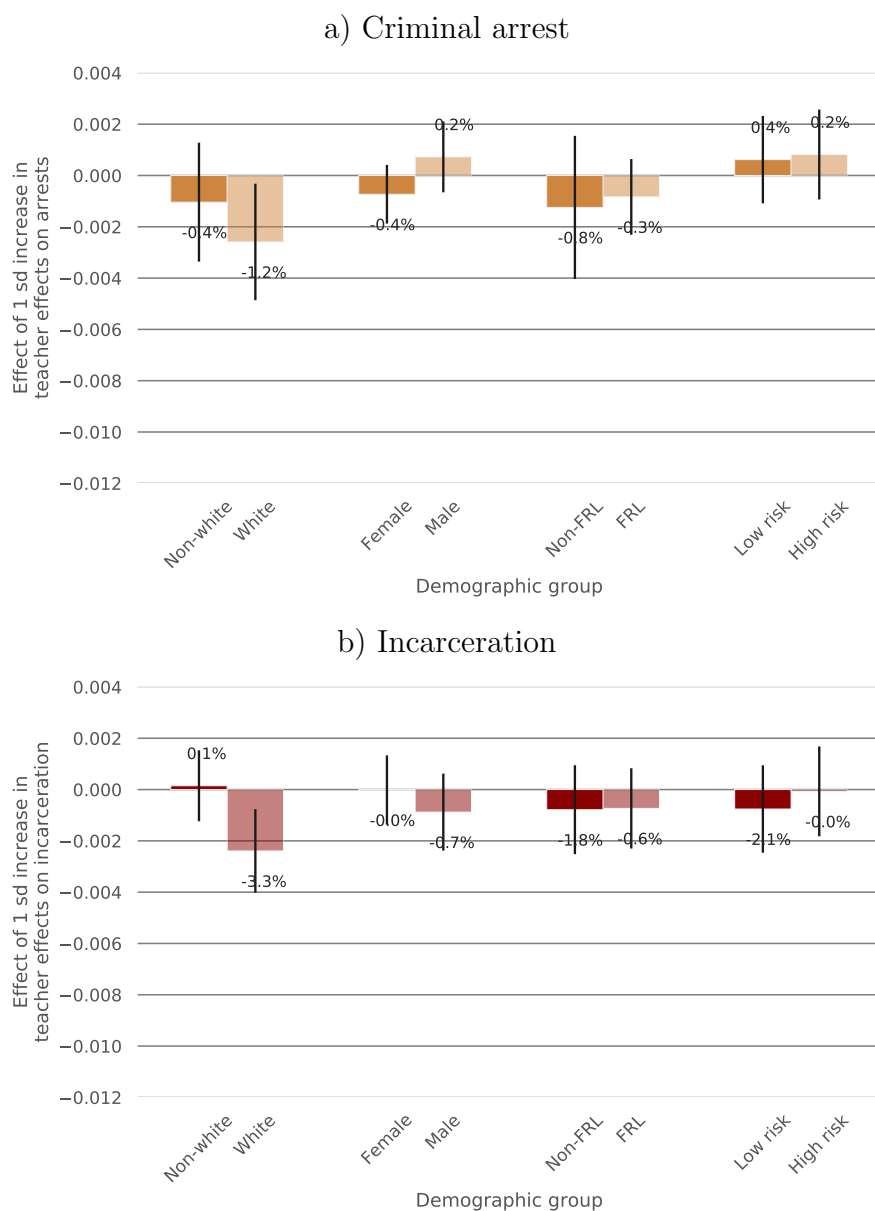 a) Criminal arrest
Effect of 1 sd increase in
teacher effects on arrests
0.004
0.002
0.000
−0.002
−0.004
−0.006
−0.008
−0.010
−0.012
-0.4%
-1.2%
-0.4%
0.2%
-0.8%
-0.3%
0.4%
0.2%
Non-white
White
Female
Male
Non-FRL
FRL
Low risk
High risk
Demographic group
b) Incarceration
Effect of 1 sd increase in
teacher effects on incarceration
0.004
0.002
0.000
−0.002
−0.004
−0.006
−0.008
−0.010
−0.012
0.1%
-3.3%
-0.0%
-0.7%
-1.8%
-0.6%
-2.1%
-0.0%
Non-white
White
Female
Male
Non-FRL
FRL
Low risk
High risk
Demographic group